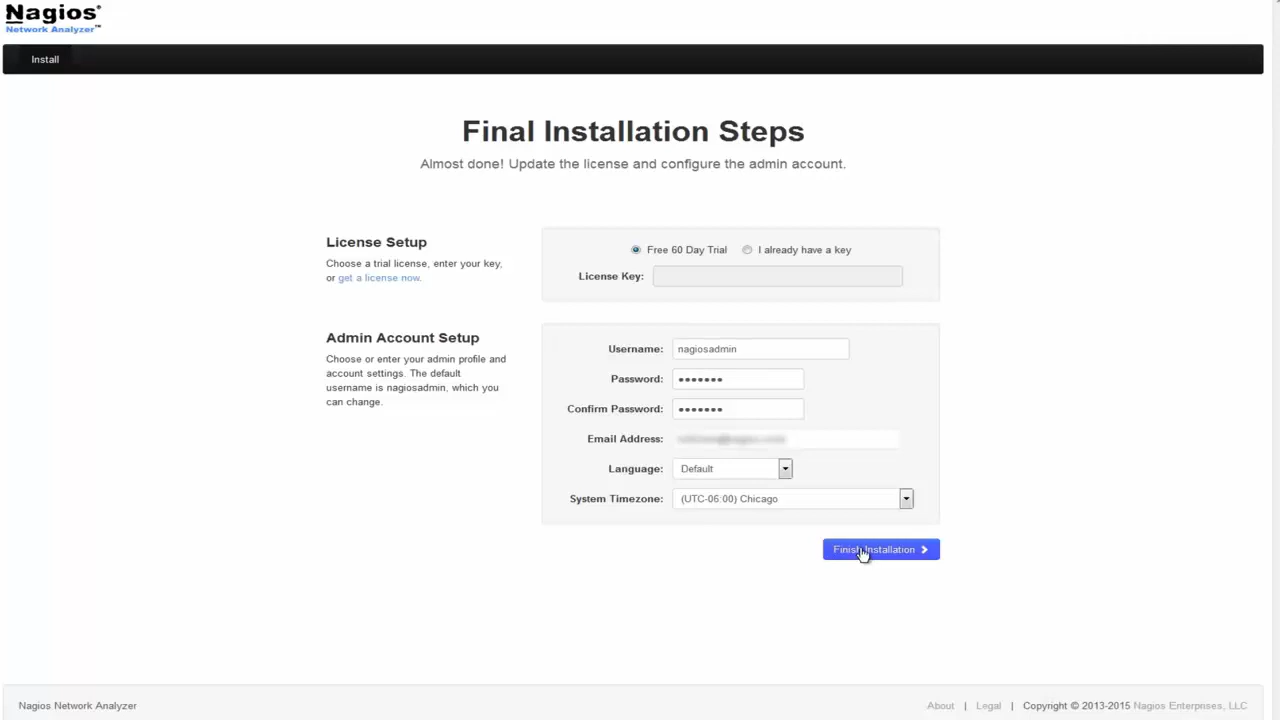 Nagios®
Network Analyzer™
Install
Final Installation Steps
Almost done! Update the license and configure the admin account.
License Setup
Choose a trial license, enter your key,
or get a license now.
Free 60 Day Trial
I already have a key
License Key:
Admin Account Setup
Choose or enter your admin profile and
account settings. The default
username is nagiosadmin, which you
can change.
Username: nagiosadmin
Password: •••••••
Confirm Password: •••••••
Email Address:
Language: Default
System Timezone: (UTC-06:00) Chicago
Finish Installation
Nagios Network Analyzer
About | Legal | Copyright © 2013-2015 Nagios Enterprises, LLC